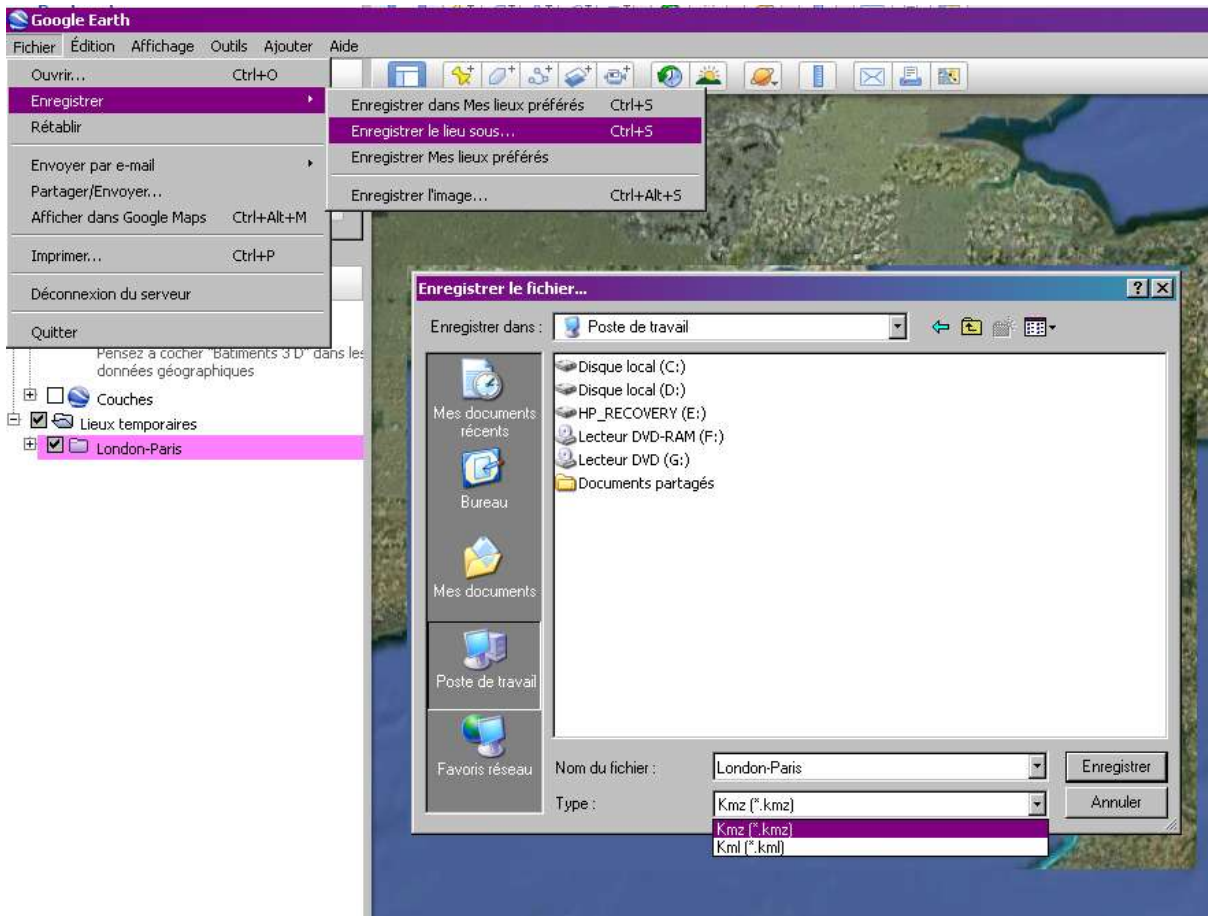 Google Earth
Fichier Édition Affichage Outils Ajouter Aide
Ouvrir... Ctrl+O
Enregistrer
Rétablir
Envoyer par e-mail
Partager/Envoyer...
Afficher dans Google Maps Ctrl+Alt+M
Imprimer... Ctrl+P
Déconnexion du serveur
Quitter
Enregistrer dans Mes lieux préférés Ctrl+S
Enregistrer le lieu sous... Ctrl+S
Enregistrer Mes lieux préférés
Enregistrer l'image... Ctrl+Alt+S
Pensez à cocher "Bâtiments 3 D" dans les
données géographiques
Couches
Lieux temporaires
London-Paris
Enregistrer le fichier...
Enregistrer dans : Poste de travail
Mes documents
récents
Bureau
Mes documents
Poste de travail
Favoris réseau
Disque local (C:)
Disque local (D:)
HP_RECOVERY (E:)
Lecteur DVD-RAM (F:)
Lecteur DVD (G:)
Documents partagés
Nom du fichier : London-Paris Enregistrer
Type : Kmz (*.kmz) Annuler
Kmz (*.kmz)
Kml (*.kml)